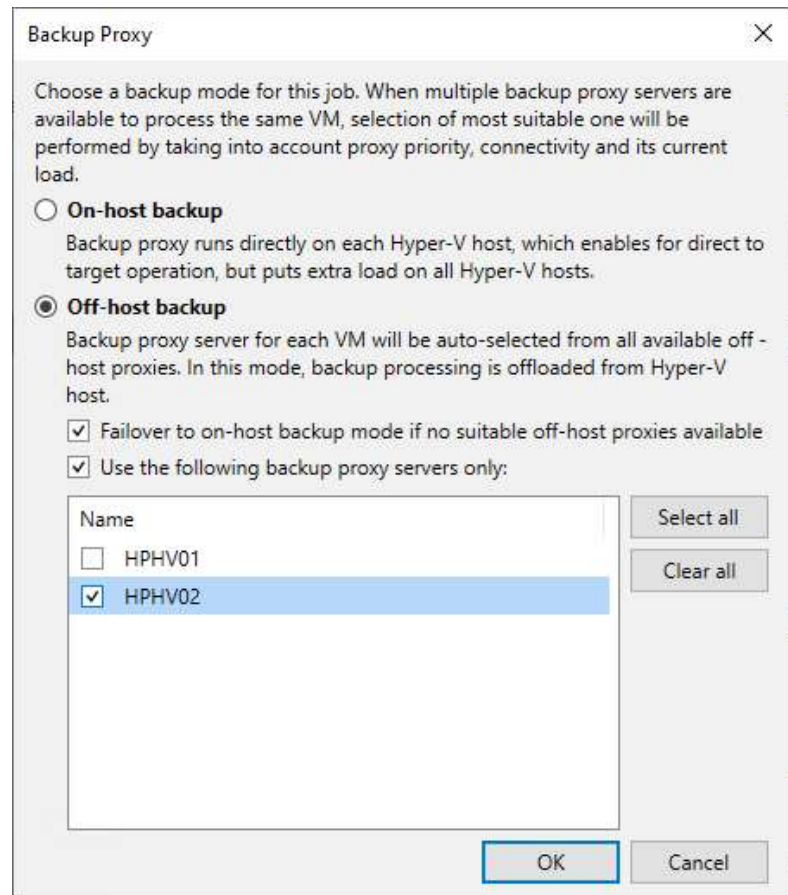 Backup Proxy
Choose a backup mode for this job. When multiple backup proxy servers are
available to process the same VM, selection of most suitable one will be
performed by taking into account proxy priority, connectivity and its current
load.
On-host backup
Backup proxy runs directly on each Hyper-V host, which enables for direct to
target operation, but puts extra load on all Hyper-V hosts.
Off-host backup
Backup proxy server for each VM will be auto-selected from all available off -
host proxies. In this mode, backup processing is offloaded from Hyper-V
host.
Failover to on-host backup mode if no suitable off-host proxies available
Use the following backup proxy servers only:
Name
Select all
HPHV01
Clear all
HPHV02
OK
Cancel